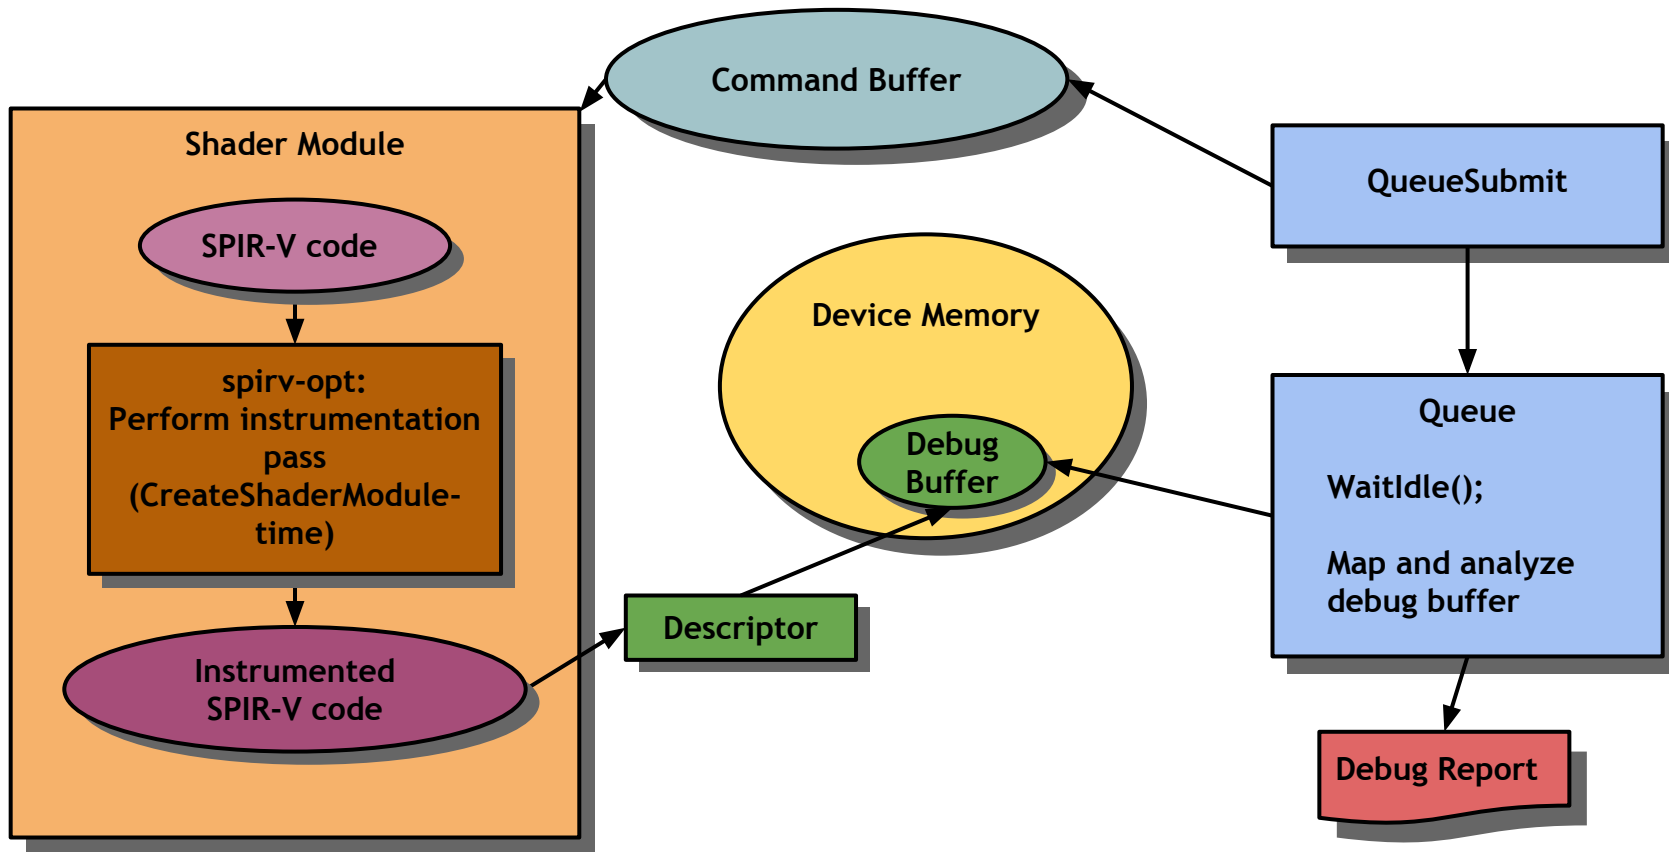 Command Buffer
Shader Module
SPIR-V code
spirv-opt:
Perform instrumentation
pass
(CreateShaderModule-
time)
Instrumented
SPIR-V code
Device Memory
Debug
Buffer
Descriptor
QueueSubmit
Queue
WaitIdle();
Map and analyze
debug buffer
Debug Report